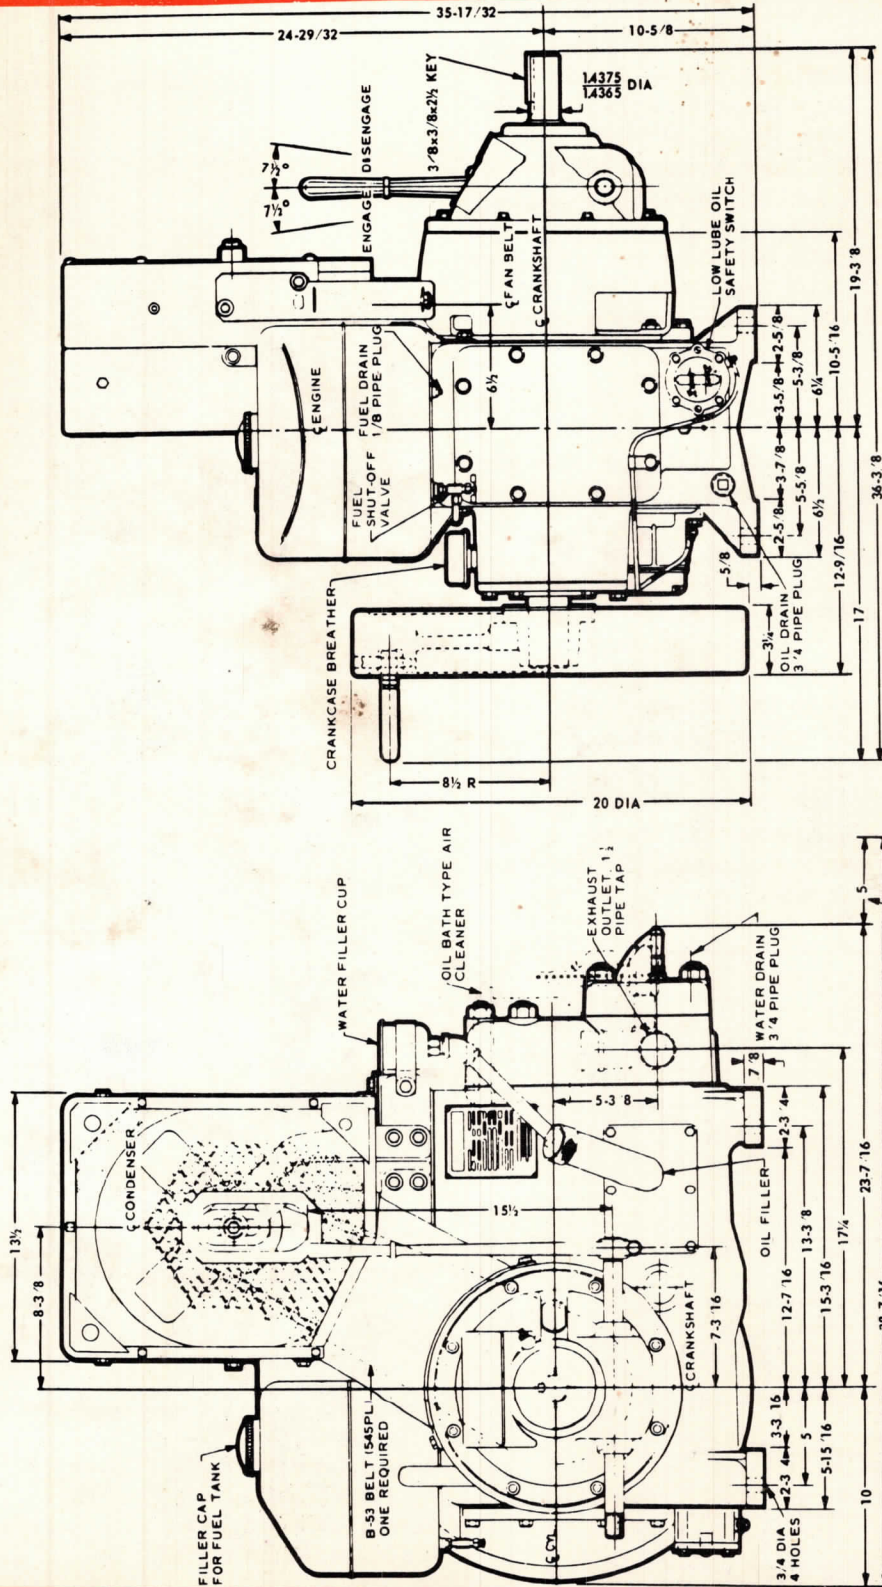 35-17/32
24-29/32
10-5/8
3/8x3/8x2½ KEY
1.4375
1.4365 DIA
DISENGAGE
ENGAGE
7½°
7½°
℄ FAN BELT
℄ CRANKSHAFT
LOW LUBE OIL
SAFETY SWITCH
℄ ENGINE
FUEL DRAIN
1/8 PIPE PLUG
6½
FUEL
SHUT-OFF
VALVE
CRANKCASE BREATHER
2-5/8
3-5/8
5-3/8
6¼
10-5/16
19-3/8
3-7/8
2-5/8
5-5/8
6½
12-9/16
17
36-3/8
5/8
3¼
OIL DRAIN
3/4 PIPE PLUG
8½ R
20 DIA
WATER FILLER CUP
OIL BATH TYPE AIR
CLEANER
EXHAUST
OUTLET, 1½
PIPE TAP
WATER DRAIN
3/4 PIPE PLUG
7/8
5
13½
8-3/8
℄ CONDENSER
15½
5-3/8
OIL FILLER
℄ CRANKSHAFT
7-3/16
2-3/4
12-7/16
13-3/8
15-3/16
17¼
23-7/16
3-3/16
2-3/4
5
5-15/16
10
FILLER CAP
FOR FUEL TANK
B-53 BELT (545PL)
ONE REQUIRED
℄ CYL
3/4 DIA
4 HOLES